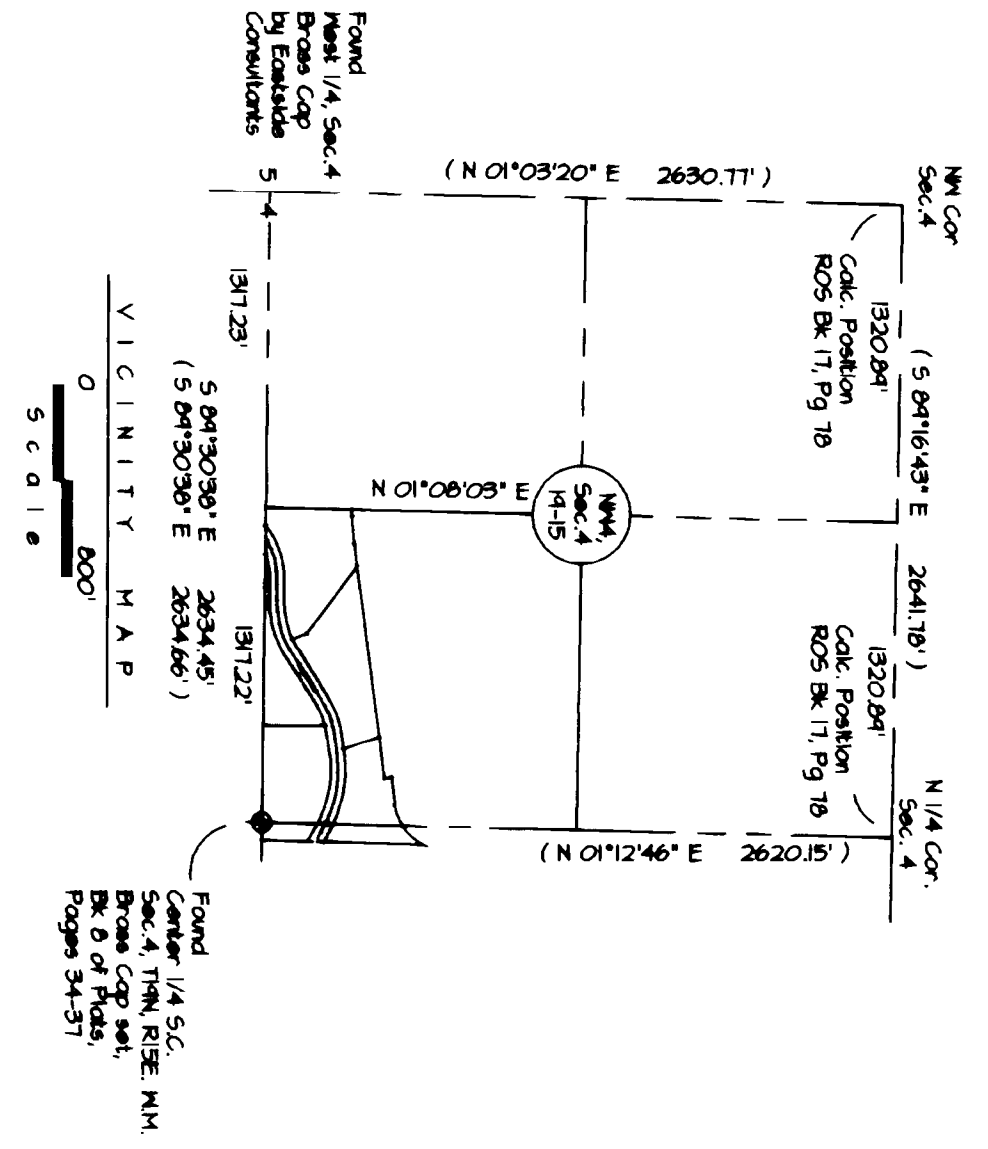 Found
West 1/4, Sec.4
Brass Cap
by Eastside
Consultants
5
4
( N 01°03'20" E 2630.77' )
NW Cor
Sec.4
Calc. Position
ROS Bk 17, Pg 78
1320.89'
( S 89°16'43" E 2641.78' )
1320.89'
Calc. Position
ROS Bk 17, Pg 78
N 1/4 Cor.
Sec. 4
N 01°08'03" E
NW4,
Sec.4
19-15
1317.23'
1317.22'
S 89°30'38" E 2634.45'
( S 89°30'38" E 2634.66' )
( N 01°12'46" E 2620.15' )
Found
Center 1/4 S.C.
Sec.4, T19N, R15E. W.M.
Brass Cap set,
Bk 8 of Plats,
Pages 34-37
VICINITY MAP
0 800'
Scale